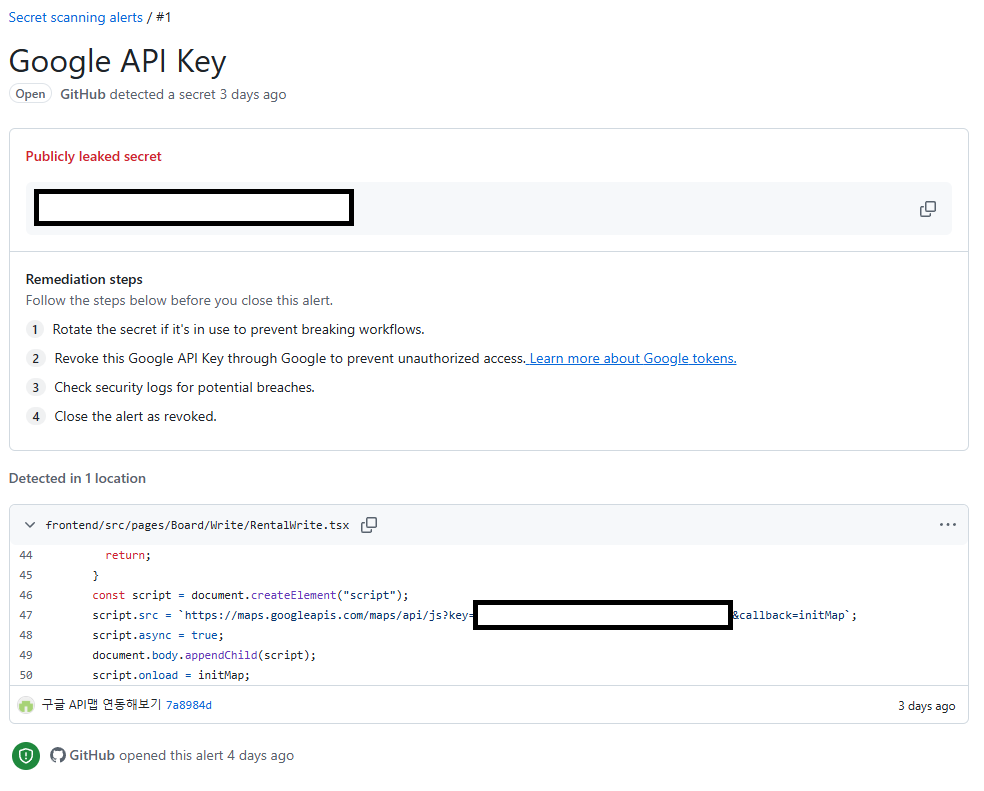 Secret scanning alerts / #1
Google API Key
Open GitHub detected a secret 3 days ago
Publicly leaked secret
Remediation steps
Follow the steps below before you close this alert.
1 Rotate the secret if it's in use to prevent breaking workflows.
2 Revoke this Google API Key through Google to prevent unauthorized access. Learn more about Google tokens.
3 Check security logs for potential breaches.
4 Close the alert as revoked.
Detected in 1 location
frontend/src/pages/Board/Write/RentalWrite.tsx
44 return;
45 }
46 const script = document.createElement("script");
47 script.src = `https://maps.googleapis.com/maps/api/js?key= &callback=initMap`;
48 script.async = true;
49 document.body.appendChild(script);
50 script.onload = initMap;
구글 API맵 연동해보기 7a8984d 3 days ago
GitHub opened this alert 4 days ago